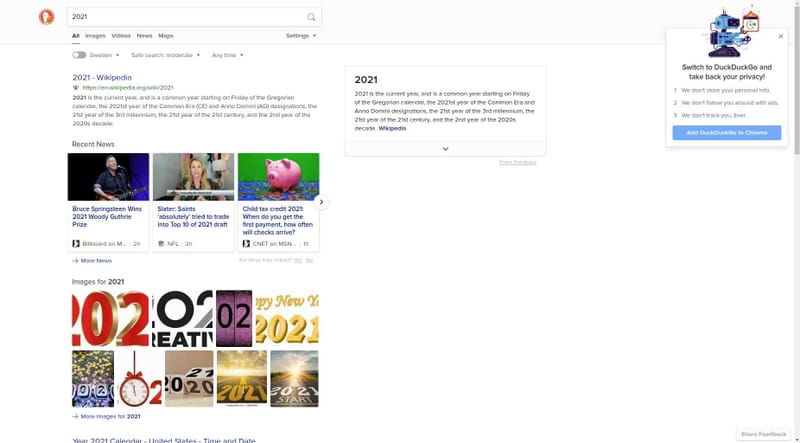 2021
All Images Videos News Maps Settings
Sweden Safe search: moderate Any time
2021 - Wikipedia
https://en.wikipedia.org/wiki/2021
2021 is the current year, and is a common year starting on Friday of the Gregorian
calendar, the 2021st year of the Common Era (CE) and Anno Domini (AD) designations, the
21st year of the 3rd millennium, the 21st year of the 21st century, and the 2nd year of the
2020s decade.
Recent News
Bruce Springsteen Wins
2021 Woody Guthrie
Prize
Billboard on M... 2h
Slater: Saints
'absolutely' tried to trade
into Top 10 of 2021 draft
NFL 2h
Child tax credit 2021:
When do you get the
first payment, how often
will checks arrive?
CNET on MSN... 1h
→ More News
Are these links helpful? Yes No
Images for 2021
202
202
REATIV
02
ppy New Y
2021
2021
2021
START
→ More Images for 2021
Year 2021 Calendar - United States - Time and Date
2021
2021 is the current year, and is a common year starting on Friday
of the Gregorian calendar, the 2021st year of the Common Era and
Anno Domini designations, the 21st year of the 3rd millennium, the
21st year of the 21st century, and the 2nd year of the 2020s
decade. Wikipedia
Share Feedback
Switch to DuckDuckGo and
take back your privacy!
1 We don't store your personal info.
2 We don't follow you around with ads.
3 We don't track you. Ever.
Add DuckDuckGo to Chrome
Share Feedback